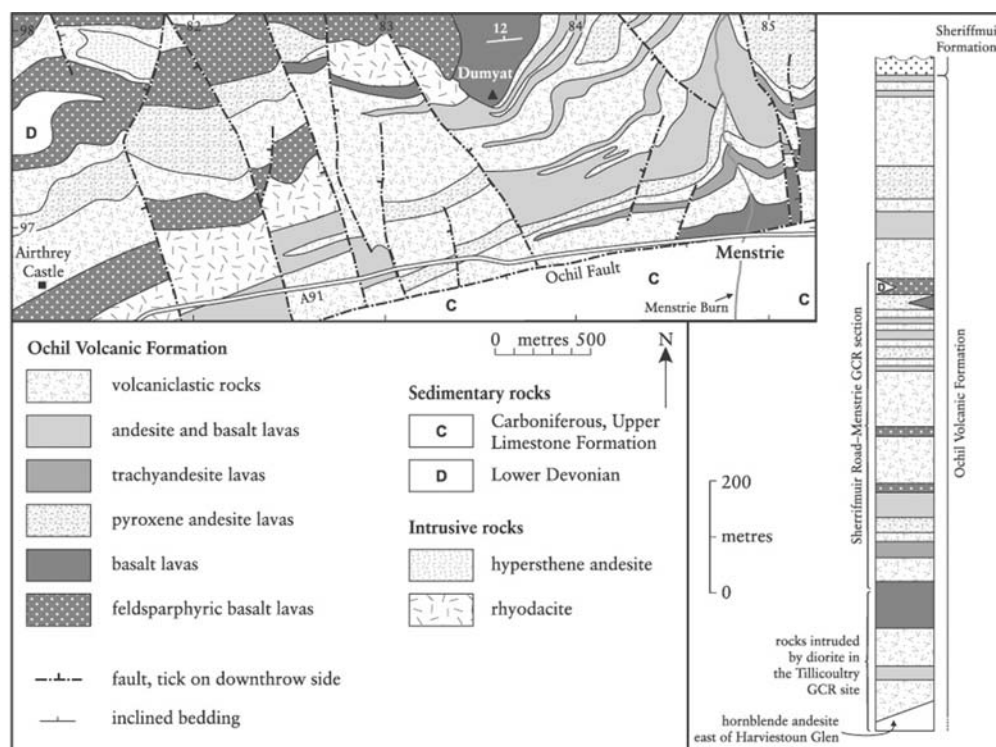 98
82
83
84
85
12
Dumyat
D
97
Airthrey
Castle
A91
Ochil Fault
Menstrie
Menstrie Burn
C
C
C
C
Ochil Volcanic Formation
volcaniclastic rocks
andesite and basalt lavas
trachyandesite lavas
pyroxene andesite lavas
basalt lavas
feldsparphyric basalt lavas
fault, tick on downthrow side
inclined bedding
0 metres 500
N
Sedimentary rocks
C Carboniferous, Upper
Limestone Formation
D Lower Devonian
Intrusive rocks
hypersthene andesite
rhyodacite
200
metres
0
Sheriffmuir
Formation
D
Sherrifmuir Road–Menstrie GCR section
Ochil Volcanic Formation
rocks intruded
by diorite in
the Tillicoultry
GCR site
hornblende andesite
east of Harviestoun Glen